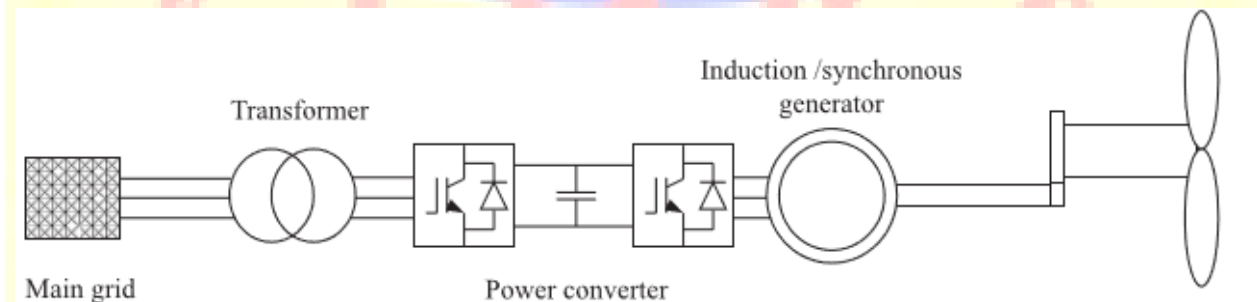 Induction /synchronous
generator
Transformer
Main grid
Power converter